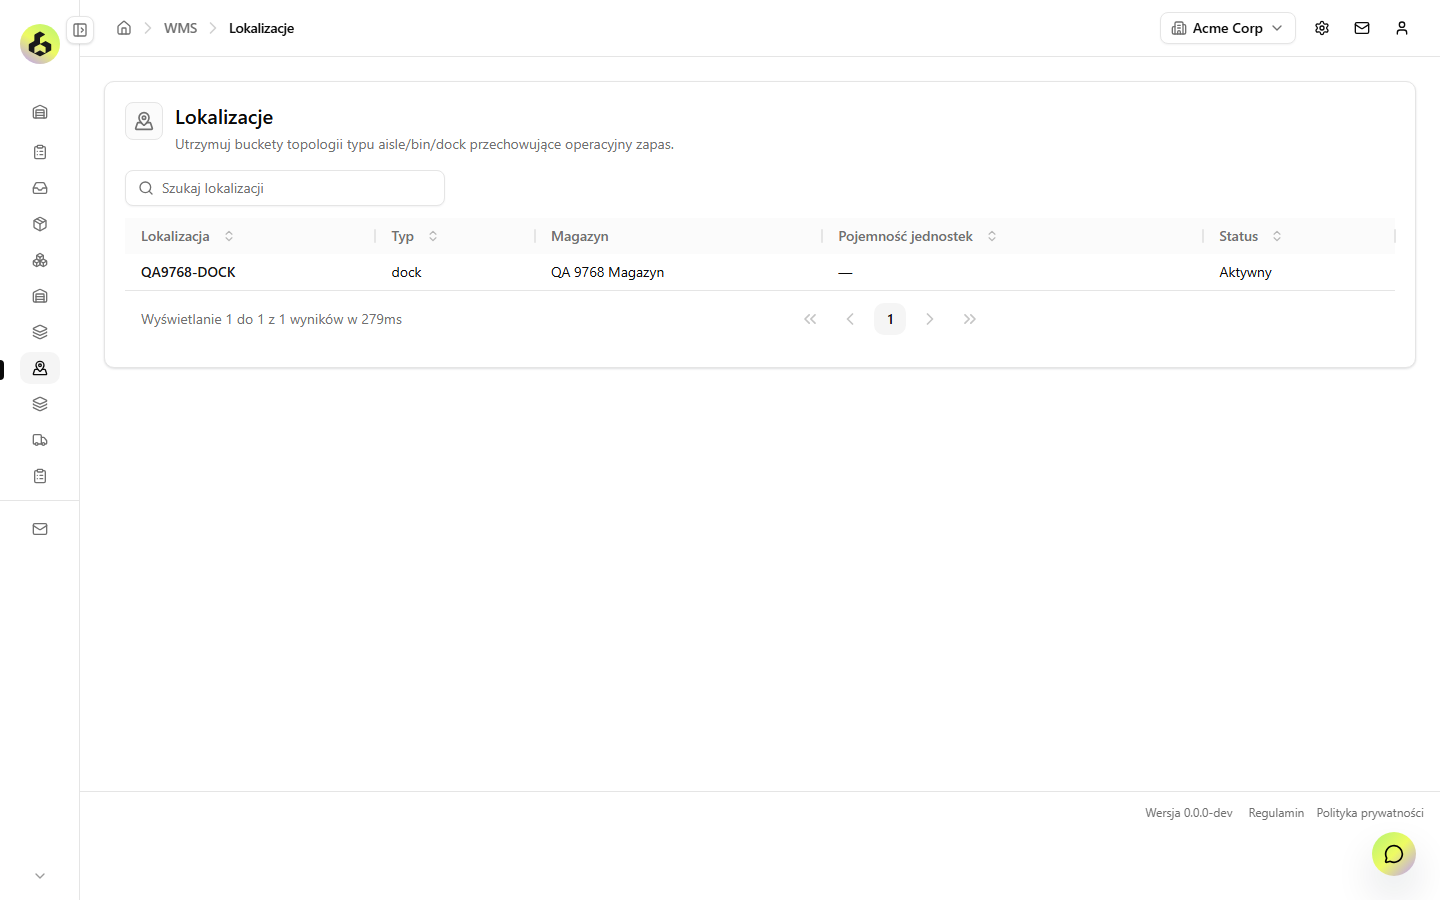 WMS
Lokalizacje
Acme Corp
Lokalizacje
Utrzymuj buckety topologii typu aisle/bin/dock przechowujące operacyjny zapas.
Szukaj lokalizacji
Lokalizacja Typ Magazyn Pojemność jednostek Status
QA9768-DOCK dock QA 9768 Magazyn — Aktywny
Wyświetlanie 1 do 1 z 1 wyników w 279ms
1
Wersja 0.0.0-dev Regulamin Polityka prywatności